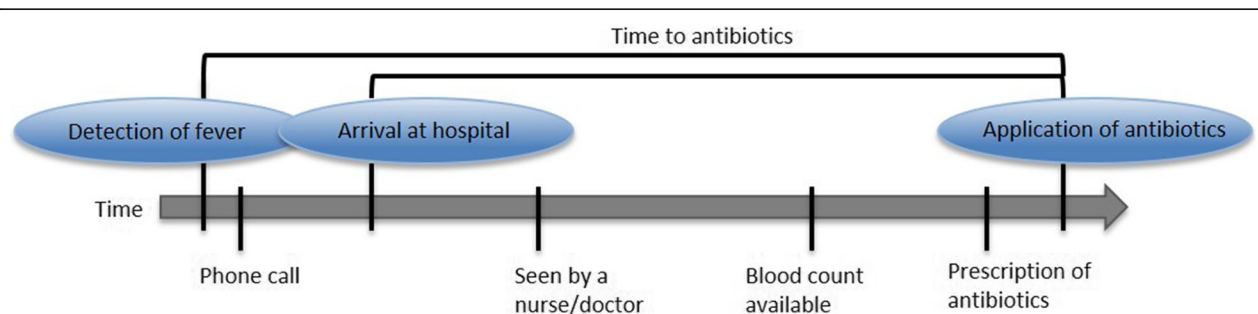 Time to antibiotics
Detection of fever
Arrival at hospital
Application of antibiotics
Time
Phone call
Seen by a
nurse/doctor
Blood count
available
Prescription of
antibiotics